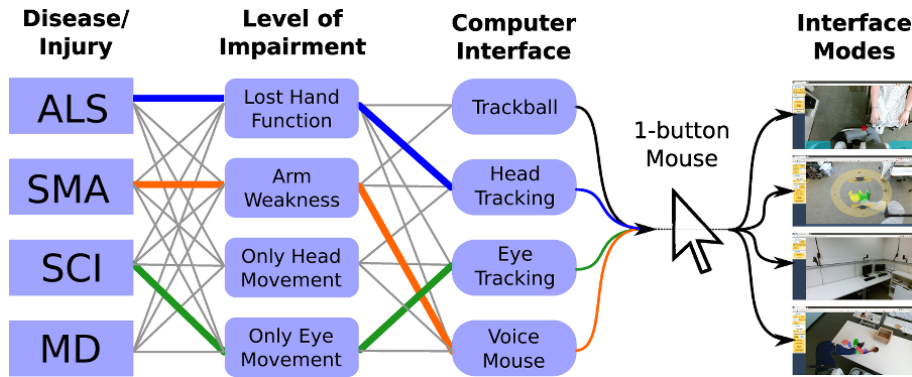 Disease/
Injury
Level of
Impairment
Computer
Interface
Interface
Modes
ALS
Lost Hand
Function
Trackball
1-button
Mouse
SMA
Arm
Weakness
Head
Tracking
SCI
Only Head
Movement
Eye
Tracking
MD
Only Eye
Movement
Voice
Mouse